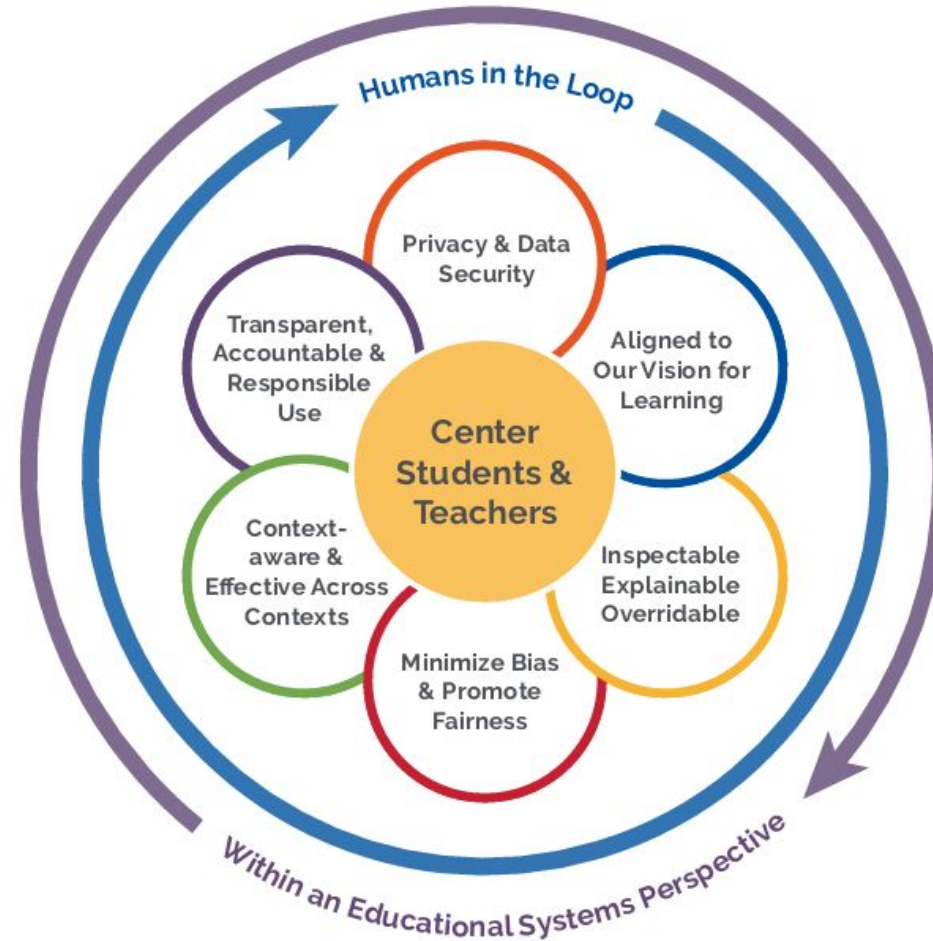 Humans in the Loop
Privacy & Data
Security
Aligned to
Our Vision for
Learning
Inspectable
Explainable
Overridable
Minimize Bias
& Promote
Fairness
Context-
aware &
Effective Across
Contexts
Transparent,
Accountable &
Responsible
Use
Center
Students &
Teachers
Within an Educational Systems Perspective